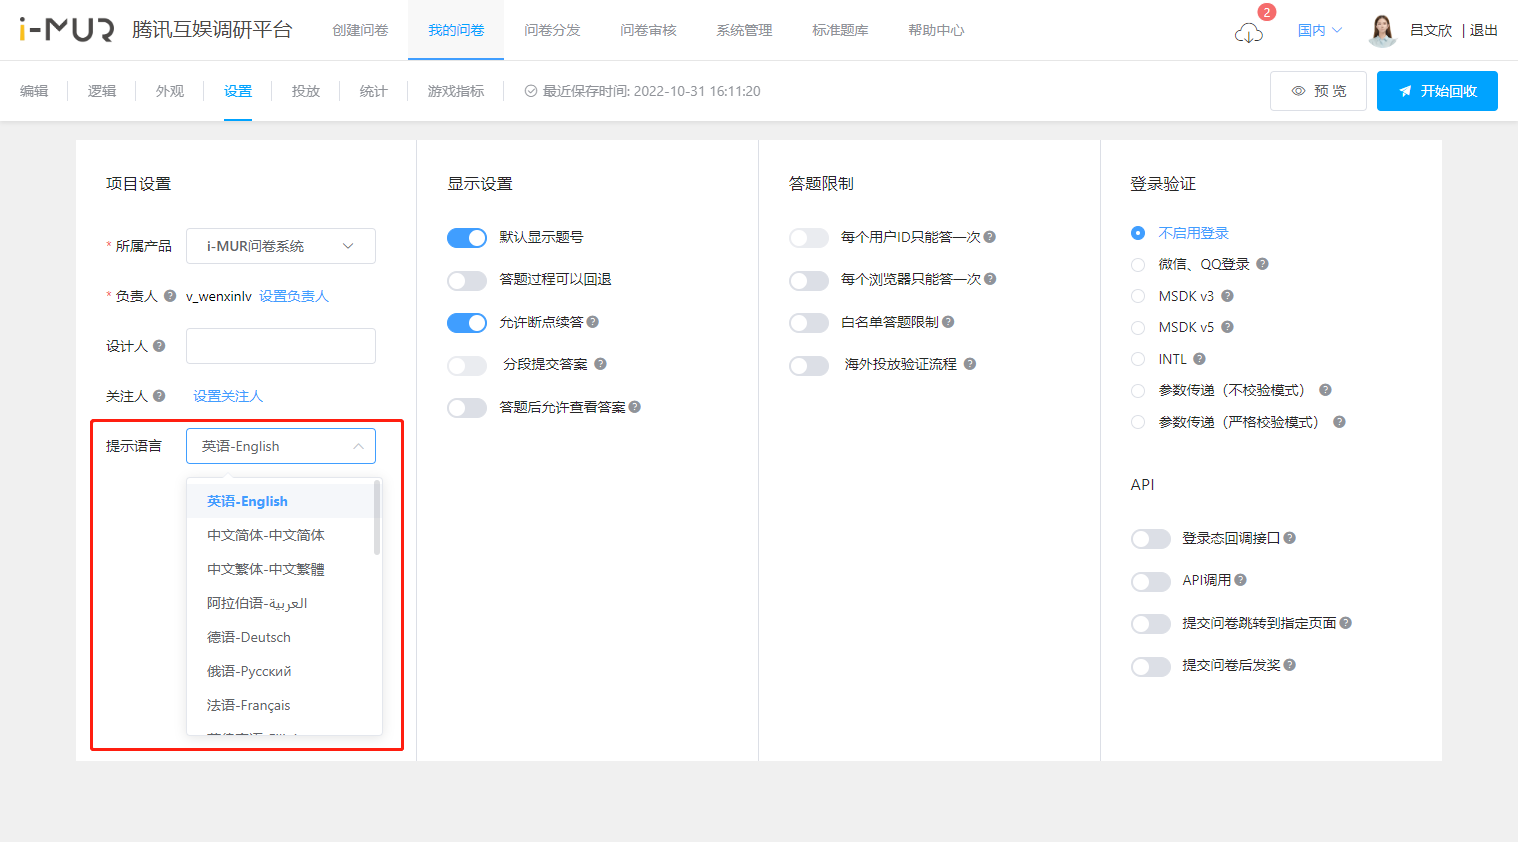 i-MUR 腾讯互娱调研平台 创建问卷 我的问卷 问卷分发 问卷审核 系统管理 标准题库 帮助中心 2 国内 吕文欣 | 退出
编辑 逻辑 外观 设置 投放 统计 游戏指标 最近保存时间: 2022-10-31 16:11:20 预 览 开始回收
项目设置
* 所属产品 i-MUR问卷系统
* 负责人 ? v_wenxinlv 设置负责人
设计人 ?
关注人 ? 设置关注人
提示语言 英语-English
英语-English
中文简体-中文简体
中文繁体-中文繁體
阿拉伯语-العربية
德语-Deutsch
俄语-Русский
法语-Français
显示设置
默认显示题号
答题过程可以回退
允许断点续答 ?
分段提交答案 ?
答题后允许查看答案 ?
答题限制
每个用户ID只能答一次 ?
每个浏览器只能答一次 ?
白名单答题限制 ?
海外投放验证流程 ?
登录验证
不启用登录
微信、QQ登录 ?
MSDK v3 ?
MSDK v5 ?
INTL ?
参数传递（不校验模式） ?
参数传递（严格校验模式） ?
API
登录态回调接口 ?
API调用 ?
提交问卷跳转到指定页面 ?
提交问卷后发奖 ?